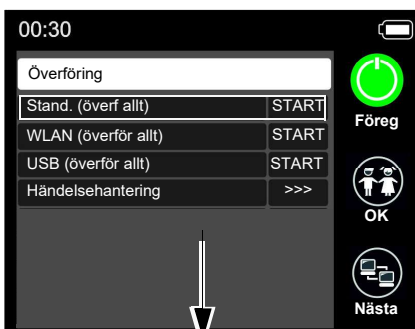 00:30
Överföring
Stand. (överf allt) START
WLAN (överför allt) START
USB (överför allt) START
Händelsehantering >>>
Föreg
OK
Nästa